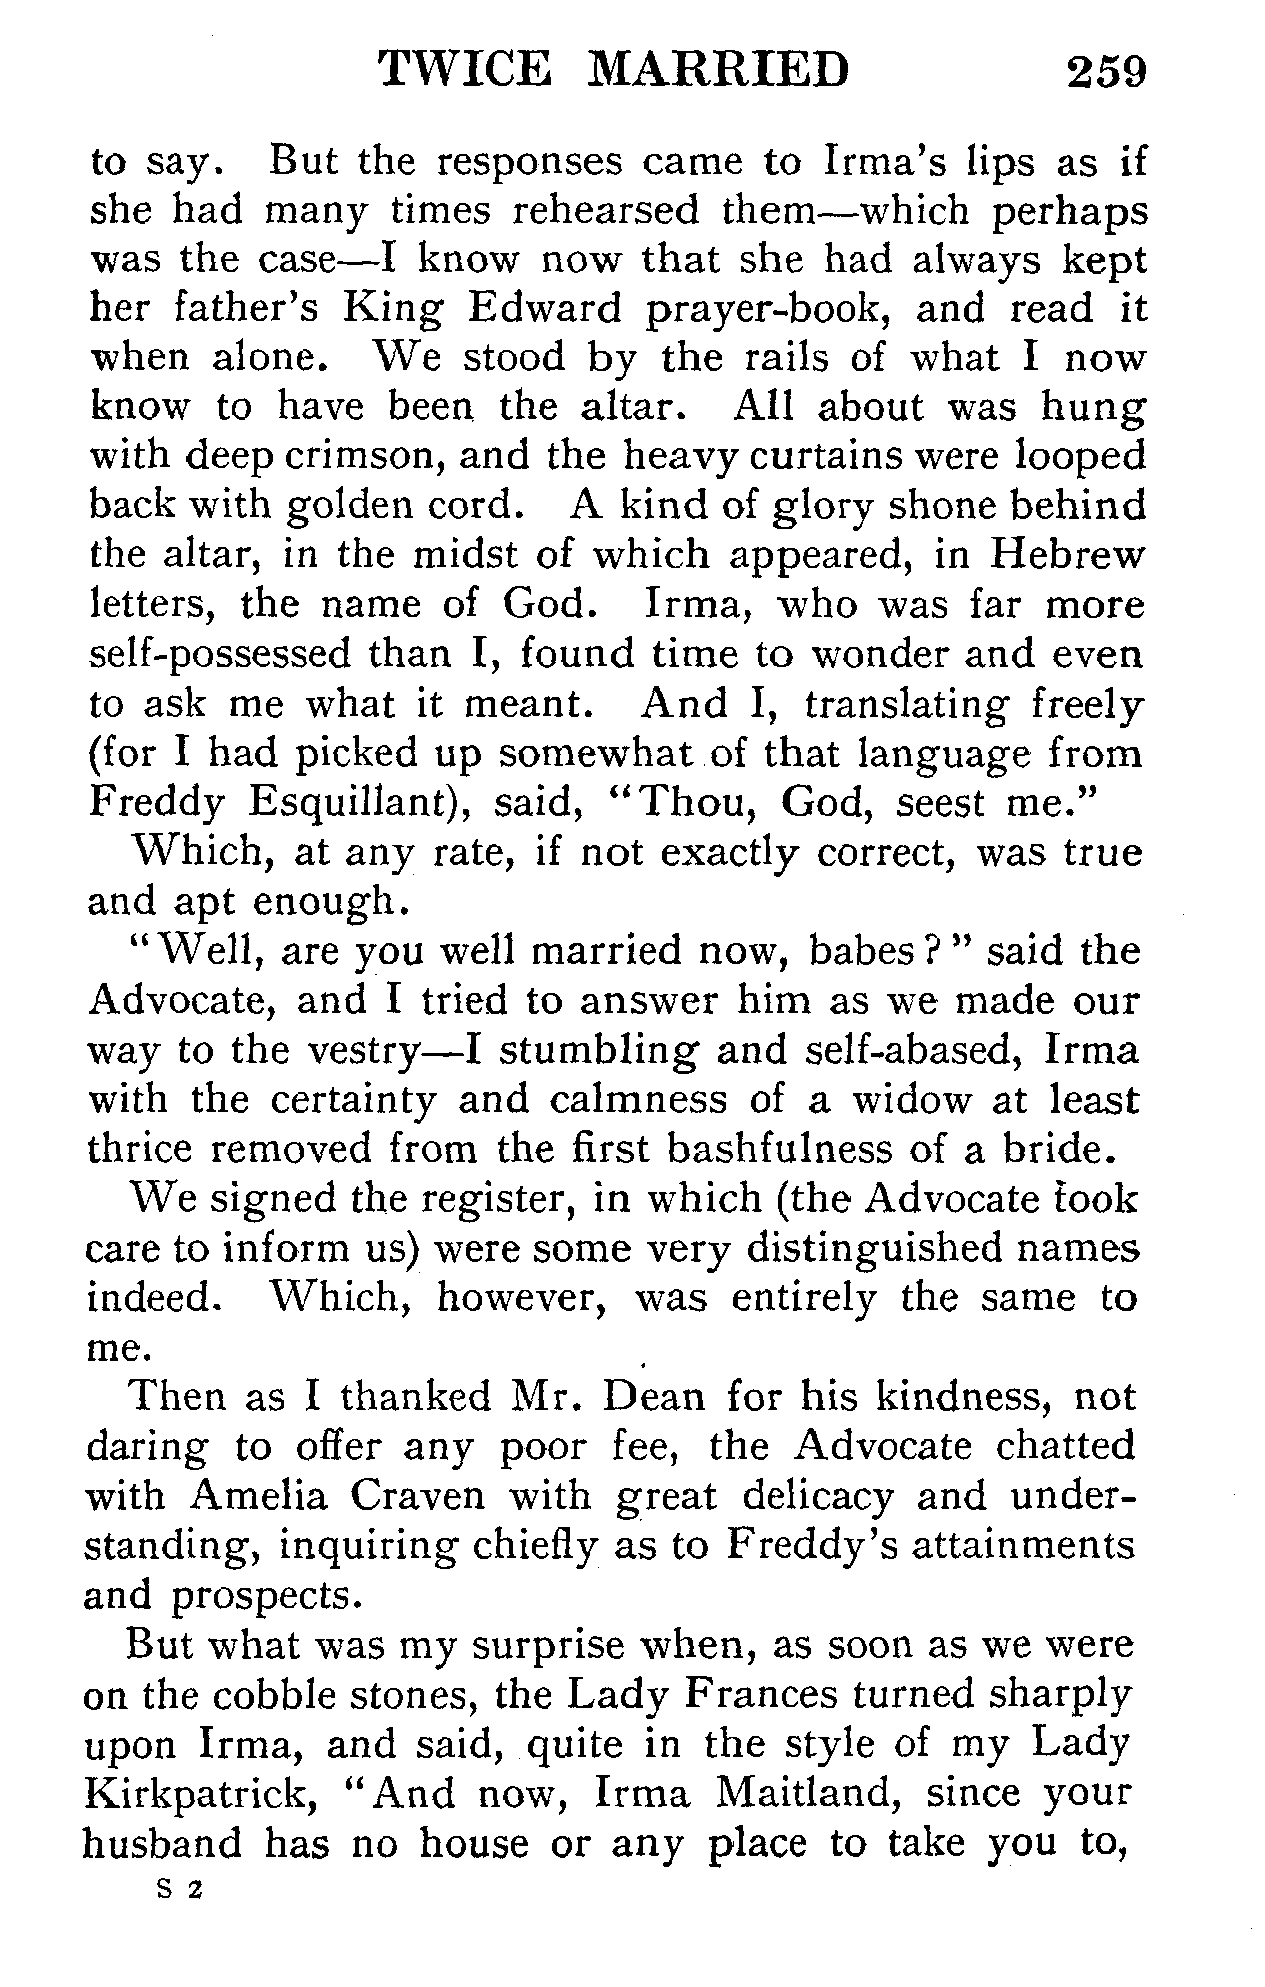 TWICE MARRIED 259
to say. But the responses came to Irma's lips as if
she had many times rehearsed them—which perhaps
was the case—I know now that she had always kept
her father's King Edward prayer-book, and read it
when alone. We stood by the rails of what I now
know to have been the altar. All about was hung
with deep crimson, and the heavy curtains were looped
back with golden cord. A kind of glory shone behind
the altar, in the midst of which appeared, in Hebrew
letters, the name of God. Irma, who was far more
self-possessed than I, found time to wonder and even
to ask me what it meant. And I, translating freely
(for I had picked up somewhat of that language from
Freddy Esquillant), said, "Thou, God, seest me."
Which, at any rate, if not exactly correct, was true
and apt enough.
"Well, are you well married now, babes?" said the
Advocate, and I tried to answer him as we made our
way to the vestry—I stumbling and self-abased, Irma
with the certainty and calmness of a widow at least
thrice removed from the first bashfulness of a bride.
We signed the register, in which (the Advocate took
care to inform us) were some very distinguished names
indeed. Which, however, was entirely the same to
me.
Then as I thanked Mr. Dean for his kindness, not
daring to offer any poor fee, the Advocate chatted
with Amelia Craven with great delicacy and under-
standing, inquiring chiefly as to Freddy's attainments
and prospects.
But what was my surprise when, as soon as we were
on the cobble stones, the Lady Frances turned sharply
upon Irma, and said, quite in the style of my Lady
Kirkpatrick, "And now, Irma Maitland, since your
husband has no house or any place to take you to,
S 2